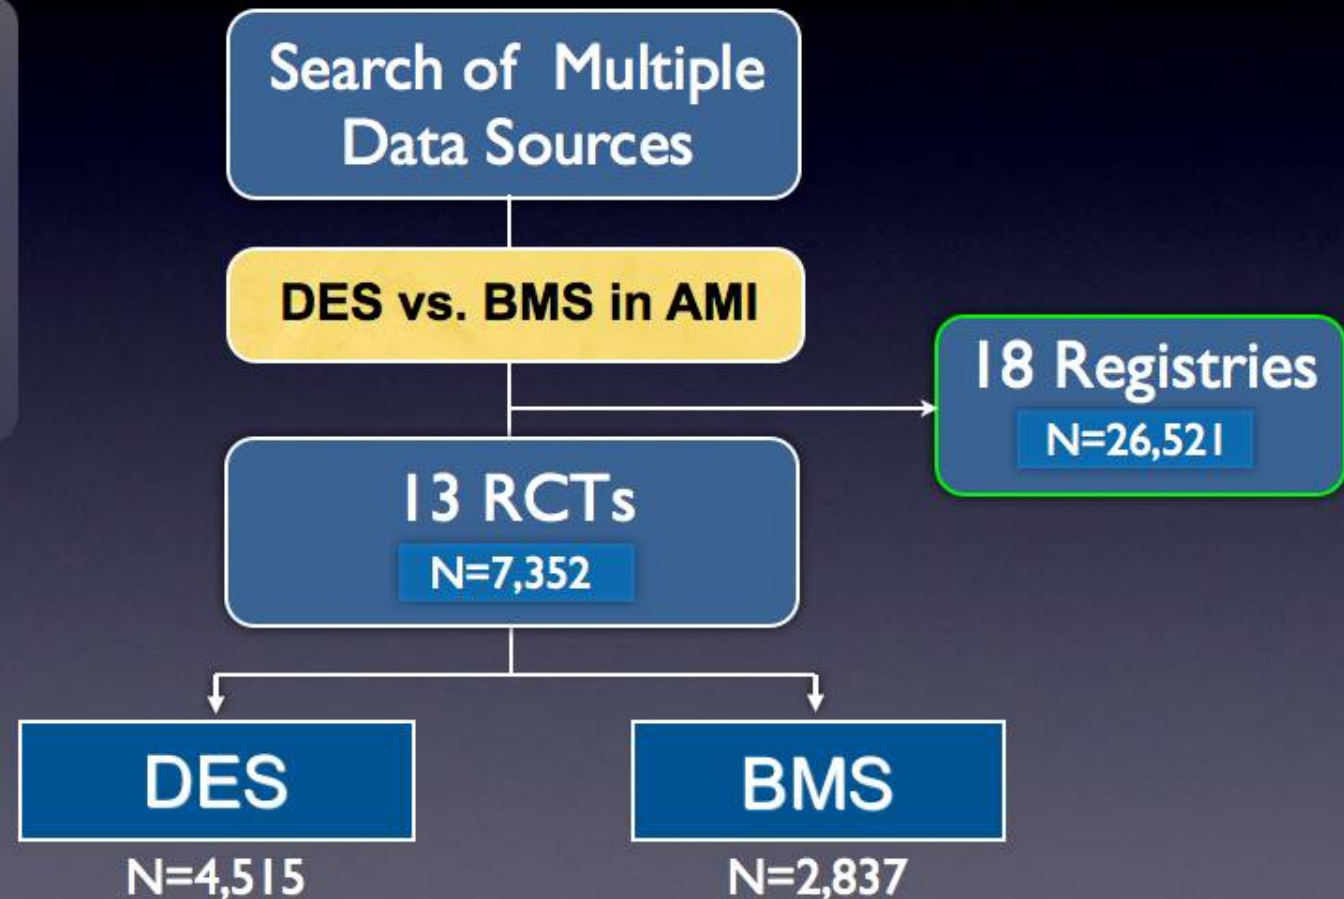 Search of Multiple
Data Sources
DES vs. BMS in AMI
18 Registries
N=26,521
13 RCTs
N=7,352
DES
BMS
N=4,515
N=2,837